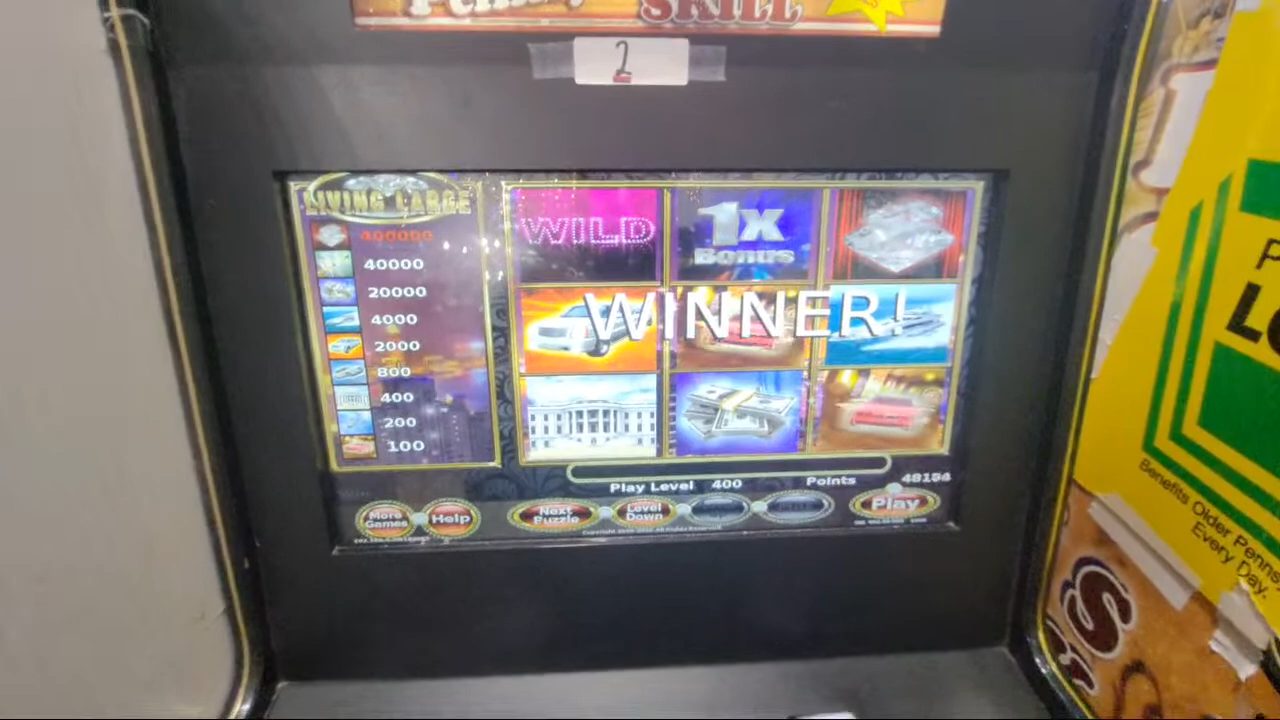 SKILL
2
LIVING LARGE
400000
40000
20000
4000
2000
800
400
200
100
WILD
1X
Bonus
WINNER!
Play Level 400 Points 48154
More
Games
Help
Next
Puzzle
Level
Down
Play
Benefits Older Penns
Every Day.